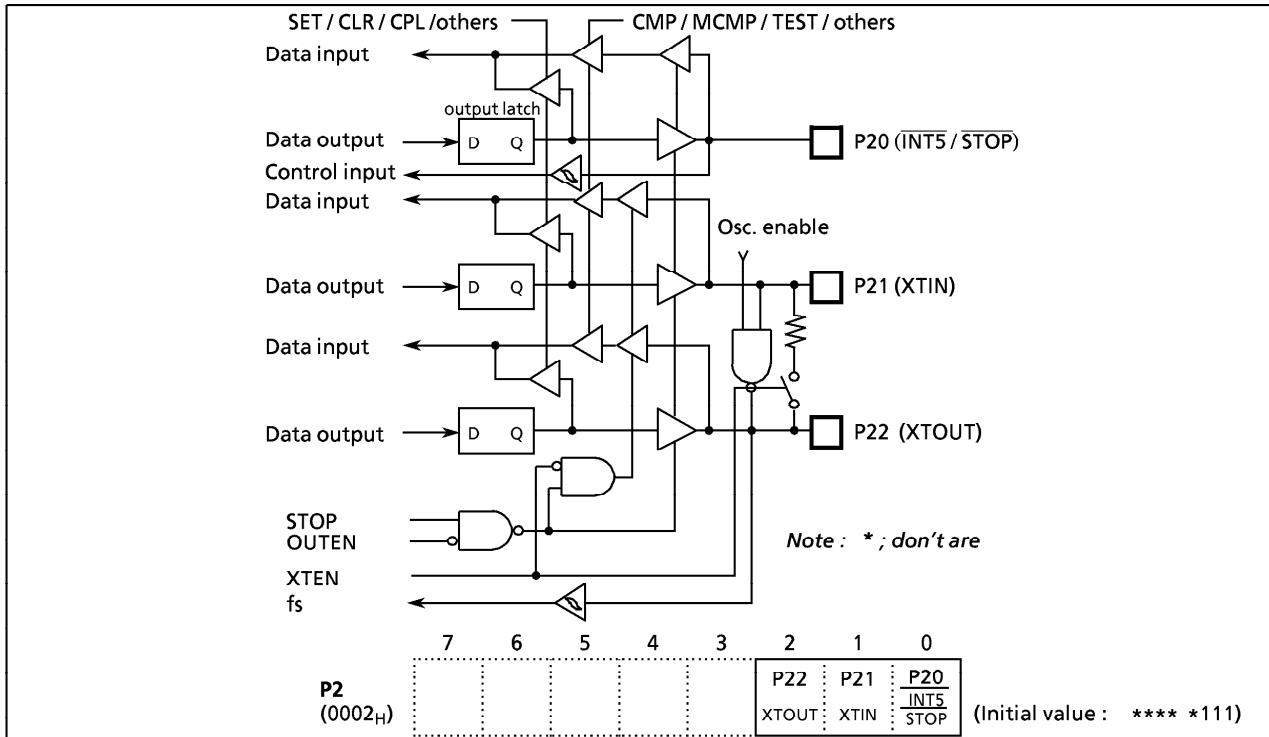 SET / CLR / CPL /others CMP / MCMP / TEST / others
Data input
output latch
Data output D Q P20 (INT5 / STOP)
Control input
Data input
Osc. enable
Data output D Q P21 (XTIN)
Data input
Data output D Q P22 (XTOUT)
STOP
OUTEN
Note : * ; don't are
XTEN
fs
7 6 5 4 3 2 1 0
P2
(0002H)
P22 P21 P20
XTOUT XTIN INT5
STOP
(Initial value : **** *111)